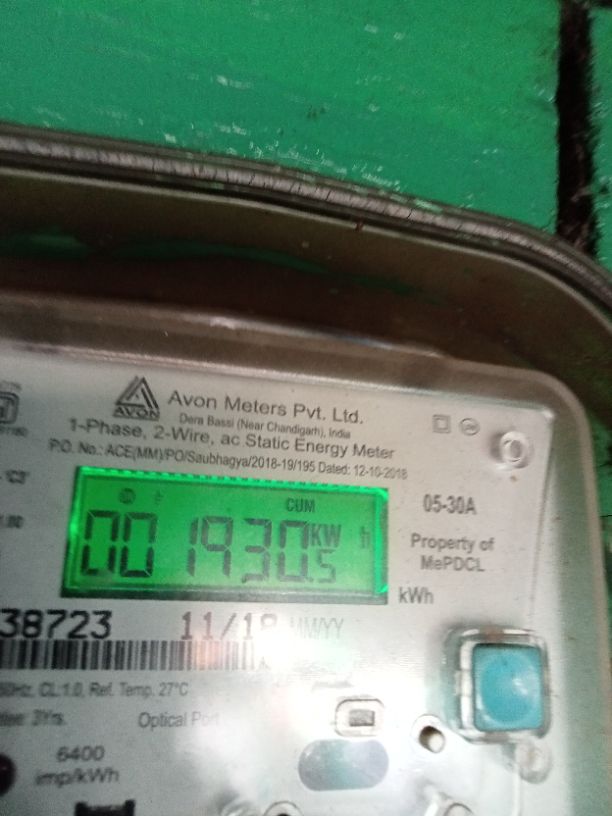 AVON
Avon Meters Pvt. Ltd.
Dera Bassi (Near Chandigarh), India
1-Phase, 2-Wire, ac Static Energy Meter
P.O. No.: ACE(MM)/PO/Saubhagya/2018-19/195 Dated: 12-10-2018
CUM
001930.5 KW h
05-30A
Property of
MePDCL
kWh
38723 11/18 MM/YY
CL:1.0, Ref. Temp. 27°C
3Yrs. Optical Port
6400
imp/kWh